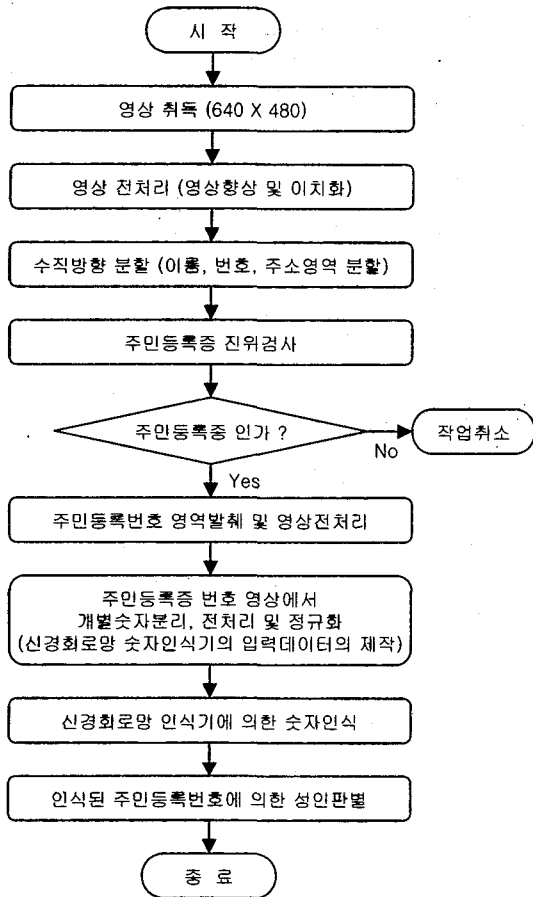 시 작
영상 취득 (640 X 480)
영상 전처리 (영상향상 및 이치화)
수직방향 분할 (이름, 번호, 주소영역 분할)
주민등록증 진위검사
주민등록증 인가 ?
No
작업취소
Yes
주민등록번호 영역발췌 및 영상전처리
주민등록증 번호 영상에서
개별숫자분리, 전처리 및 정규화
(신경회로망 숫자인식기의 입력데이터의 제작)
신경회로망 인식기에 의한 숫자인식
인식된 주민등록번호에 의한 성인판별
종 료